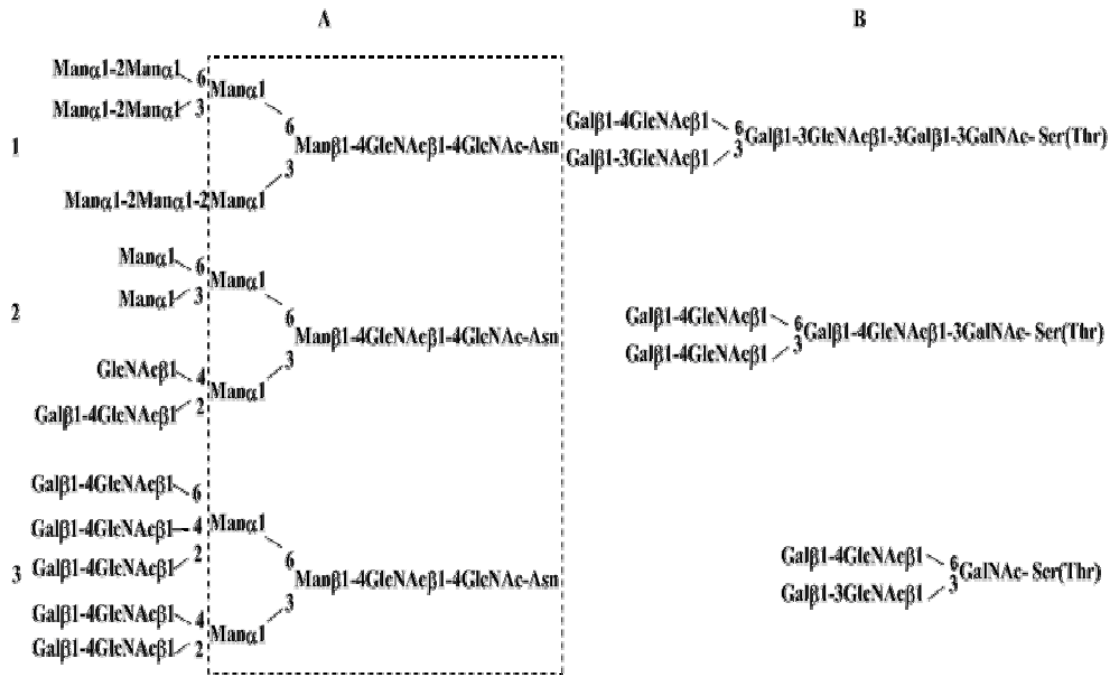 A B
Manα1-2Manα1
6
Manα1
Manα1-2Manα1
3
6
Galβ1-4GlcNAcβ1
6
1
Manβ1-4GlcNAcβ1-4GlcNAc-Asn
Galβ1-3GlcNAcβ1-3Galβ1-3GalNAc- Ser(Thr)
Galβ1-3GlcNAcβ1
3
3
Manα1-2Manα1-2Manα1
Manα1
6
Manα1
Manα1
3
2
6
Galβ1-4GlcNAcβ1
6
Manβ1-4GlcNAcβ1-4GlcNAc-Asn
Galβ1-4GlcNAcβ1-3GalNAc- Ser(Thr)
Galβ1-4GlcNAcβ1
3
3
GlcNAcβ1
4
Manα1
Galβ1-4GlcNAcβ1
2
Galβ1-4GlcNAcβ1
6
Galβ1-4GlcNAcβ1
4
Manα1
Galβ1-4GlcNAcβ1
2
3
6
Galβ1-4GlcNAcβ1
6
Manβ1-4GlcNAcβ1-4GlcNAc-Asn
GalNAc- Ser(Thr)
Galβ1-3GlcNAcβ1
3
3
Galβ1-4GlcNAcβ1
4
Manα1
Galβ1-4GlcNAcβ1
2